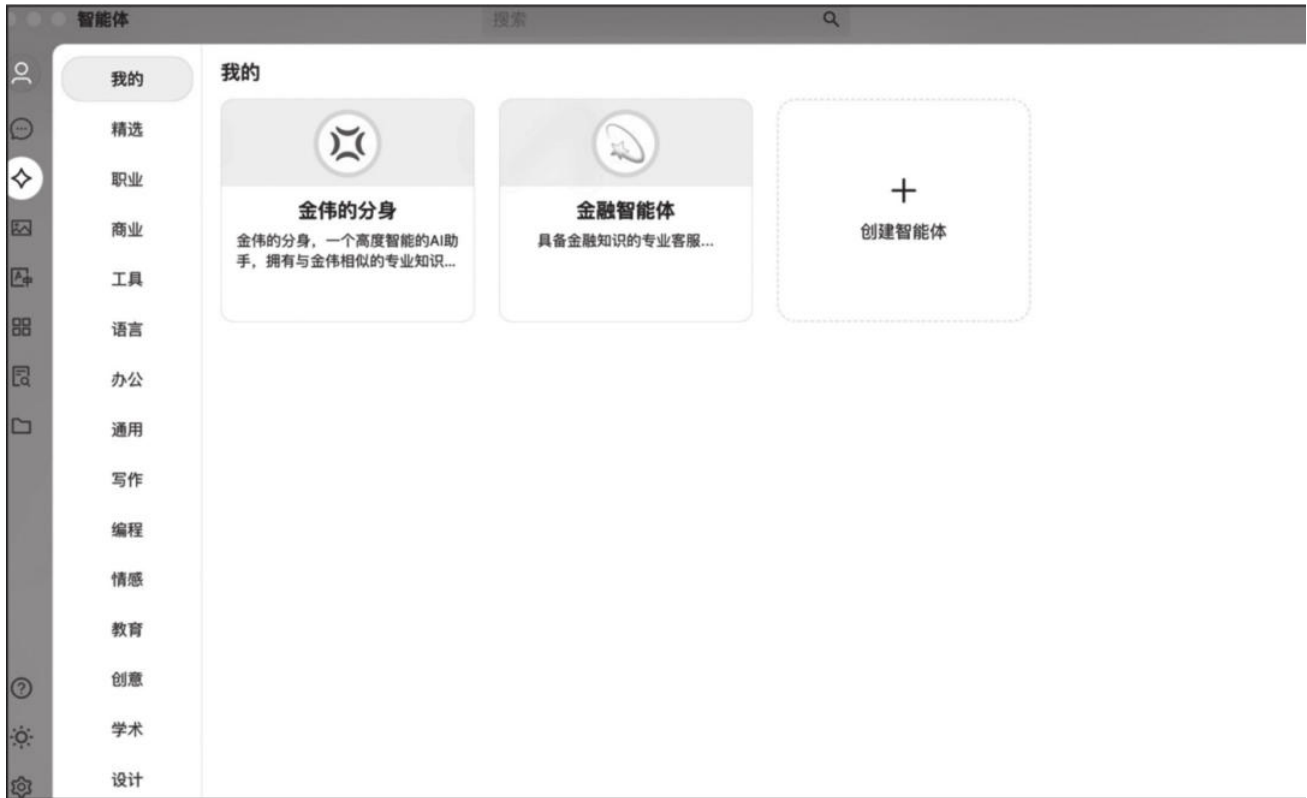 智能体
搜索
我的
精选
职业
商业
工具
语言
办公
通用
写作
编程
情感
教育
创意
学术
设计
我的
金伟的分身
金伟的分身，一个高度智能的AI助
手，拥有与金伟相似的专业知识...
金融智能体
具备金融知识的专业客服...
创建智能体